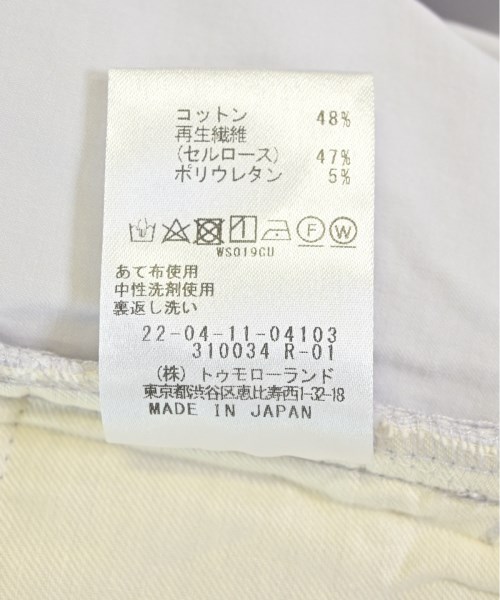 コットン 48%
再生繊維
(セルロース) 47%
ポリウレタン 5%
F W
WS019GU
あて布使用
中性洗剤使用
裏返し洗い
22-04-11-04103
310034 R-01
(株) トゥモローランド
東京都渋谷区恵比寿西1-32-18
MADE IN JAPAN